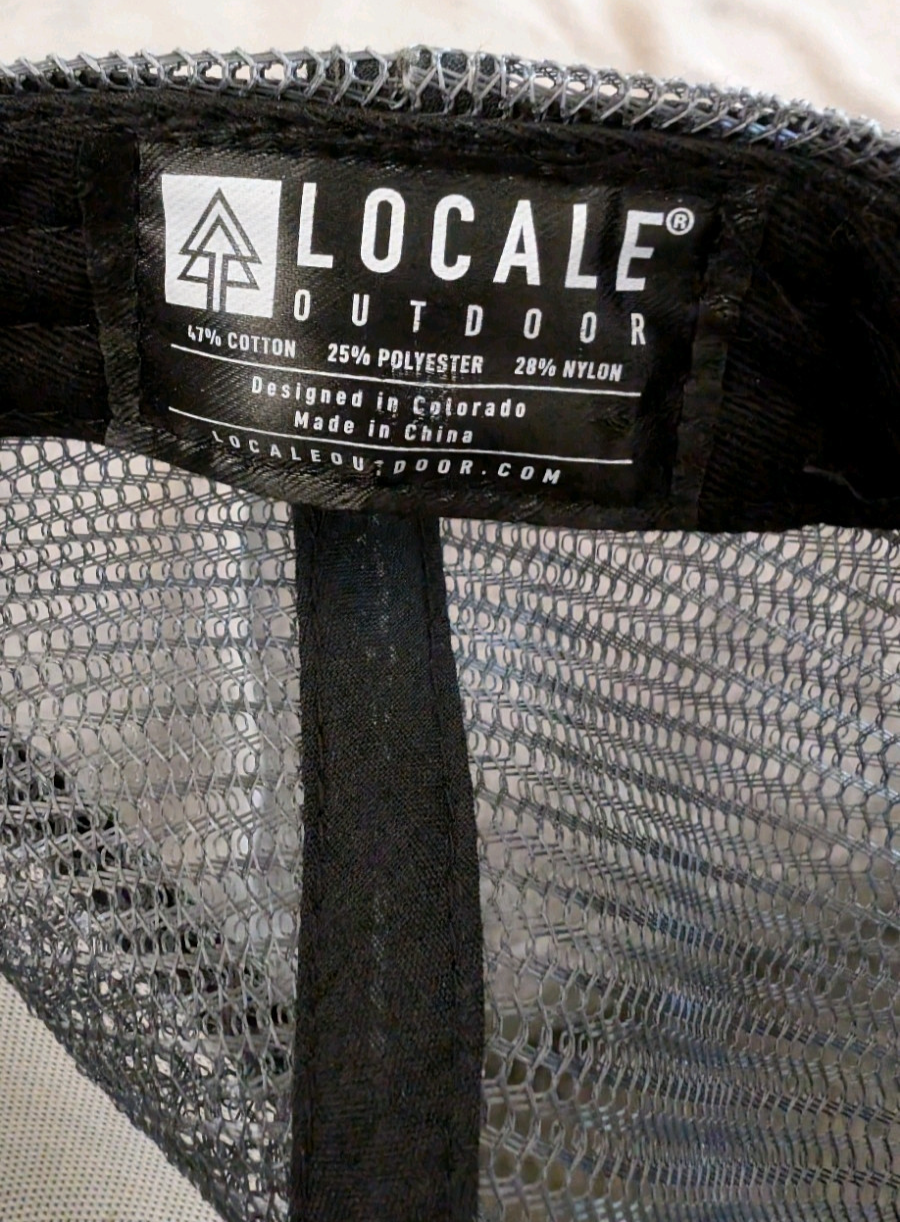 LOCALE®
OUTDOOR
47% COTTON 25% POLYESTER 28% NYLON
Designed in Colorado
Made in China
LOCALEOUTDOOR.COM